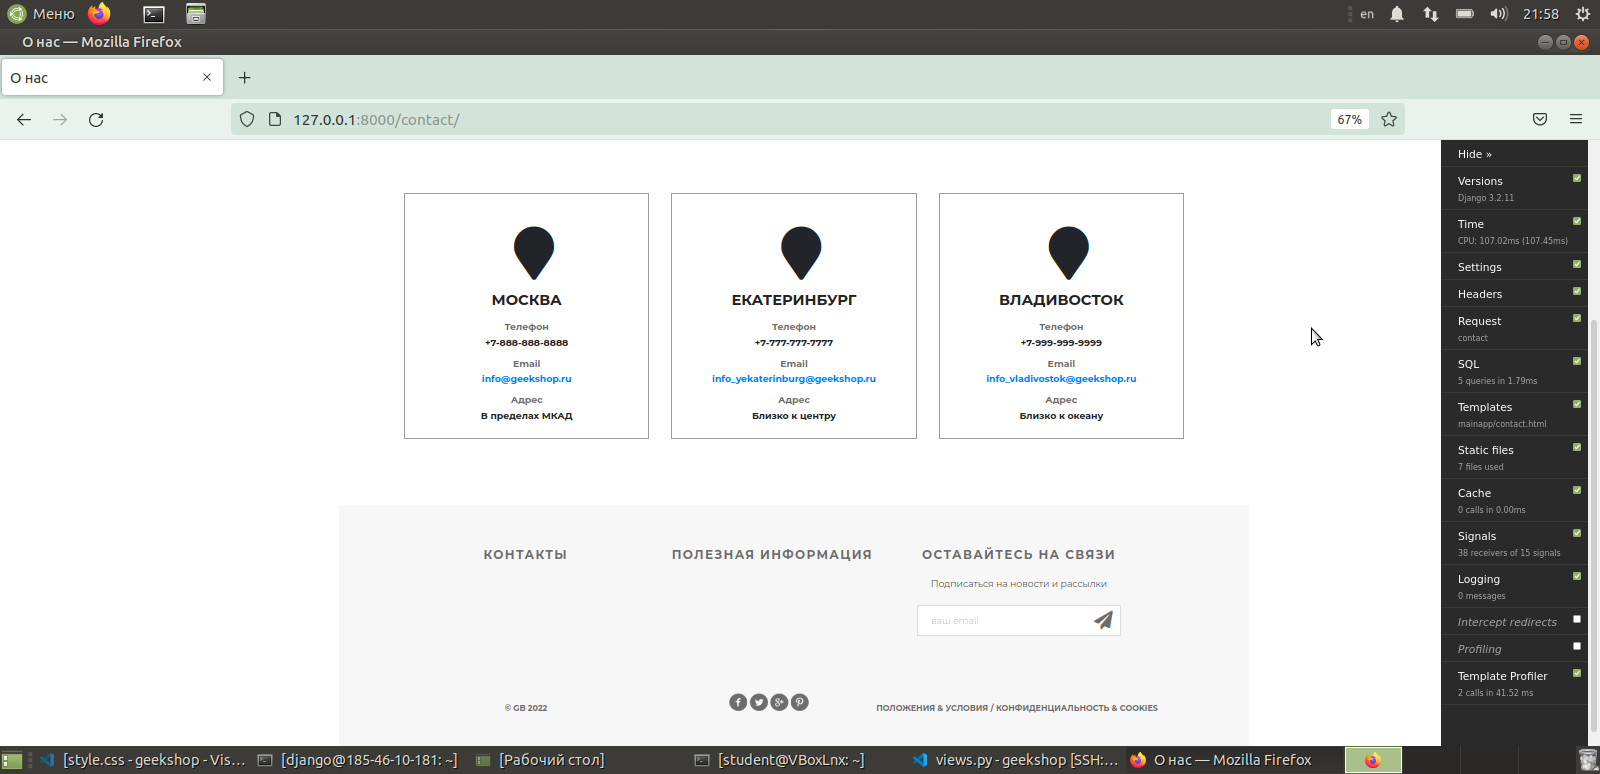 Меню
en
21:58
О нас — Mozilla Firefox
О нас
127.0.0.1:8000/contact/
67%
МОСКВА
Телефон
+7-888-888-8888
Email
info@geekshop.ru
Адрес
В пределах МКАД
ЕКАТЕРИНБУРГ
Телефон
+7-777-777-7777
Email
info_yekaterinburg@geekshop.ru
Адрес
Близко к центру
ВЛАДИВОСТОК
Телефон
+7-999-999-9999
Email
info_vladivostok@geekshop.ru
Адрес
Близко к океану
КОНТАКТЫ
ПОЛЕЗНАЯ ИНФОРМАЦИЯ
ОСТАВАЙТЕСЬ НА СВЯЗИ
Подписаться на новости и рассылки
ваш email
© GB 2022
ПОЛОЖЕНИЯ & УСЛОВИЯ / КОНФИДЕНЦИАЛЬНОСТЬ & COOKIES
Hide »
Versions
Django 3.2.11
Time
CPU: 107.02ms (107.45ms)
Settings
Headers
Request
contact
SQL
5 queries in 1.79ms
Templates
mainapp/contact.html
Static files
7 files used
Cache
0 calls in 0.00ms
Signals
38 receivers of 15 signals
Logging
0 messages
Intercept redirects
Profiling
Template Profiler
2 calls in 41.52 ms
[style.css - geekshop - Vis...
[django@185-46-10-181: ~]
[Рабочий стол]
[student@VBoxLnx: ~]
views.py - geekshop [SSH:...
О нас — Mozilla Firefox